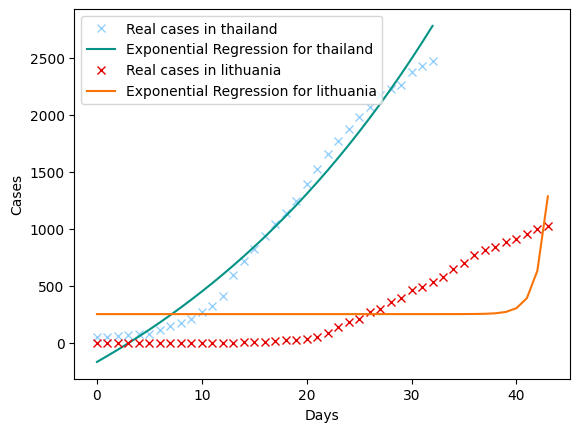 Real cases in thailand
Exponential Regression for thailand
Real cases in lithuania
Exponential Regression for lithuania
2500
2000
1500
1000
500
0
Cases
0 10 20 30 40
Days